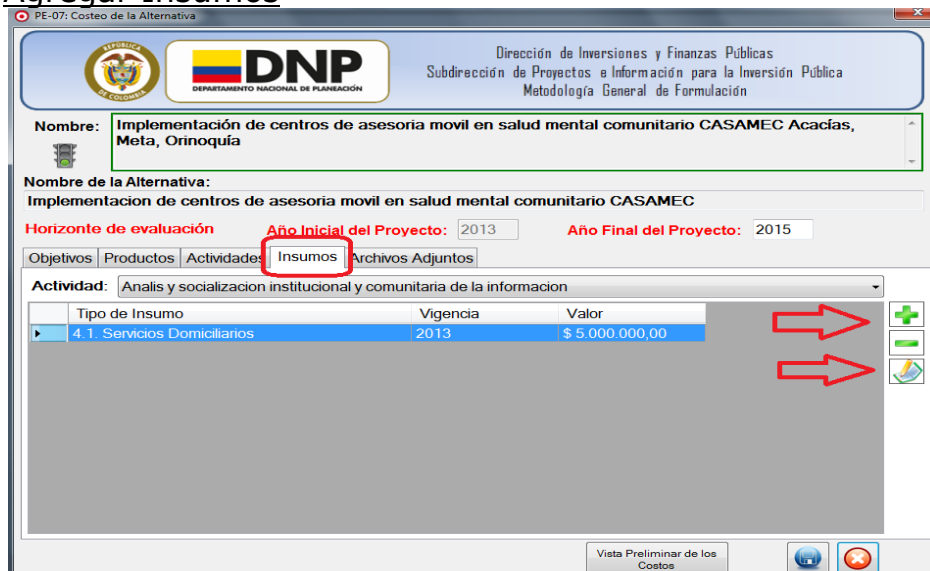 Agregar Insumos
PE-07: Costeo de la Alternativa
REPÚBLICA
DE COLOMBIA
DNP
DEPARTAMENTO NACIONAL DE PLANEACIÓN
Dirección de Inversiones y Finanzas Públicas
Subdirección de Proyectos e Información para la Inversión Pública
Metodología General de Formulación
Nombre: Implementación de centros de asesoria movil en salud mental comunitario CASAMEC Acacías,
Meta, Orinoquía
Nombre de la Alternativa:
Implementacion de centros de asesoria movil en salud mental comunitario CASAMEC
Horizonte de evaluación Año Inicial del Proyecto: 2013 Año Final del Proyecto: 2015
Objetivos Productos Actividades Insumos Archivos Adjuntos
Actividad: Analis y socializacion institucional y comunitaria de la informacion
Tipo de Insumo Vigencia Valor
4.1. Servicios Domiciliarios 2013 $ 5.000.000,00
Vista Preliminar de los
Costos